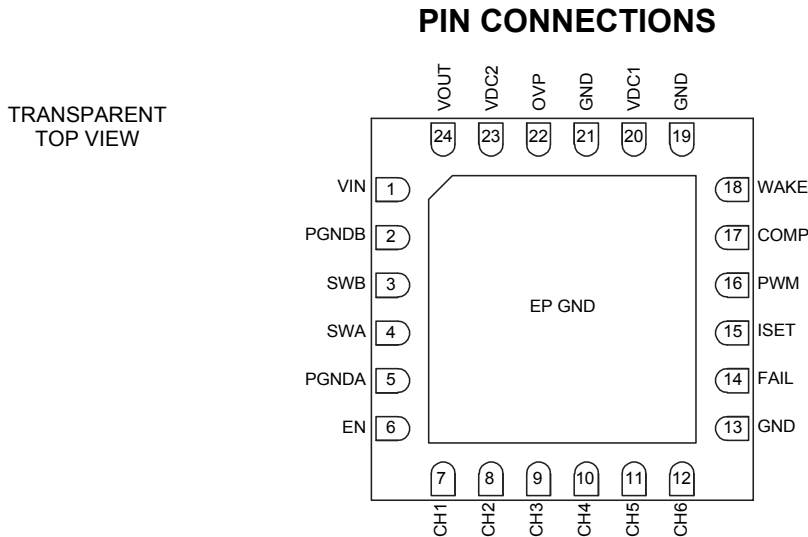 PIN CONNECTIONS
TRANSPARENT
TOP VIEW
VOUT
VDC2
OVP
GND
VDC1
GND
24
23
22
21
20
19
VIN 1
PGNDB 2
SWB 3
SWA 4
PGNDA 5
EN 6
EP GND
18 WAKE
17 COMP
16 PWM
15 ISET
14 FAIL
13 GND
7
8
9
10
11
12
CH1
CH2
CH3
CH4
CH5
CH6